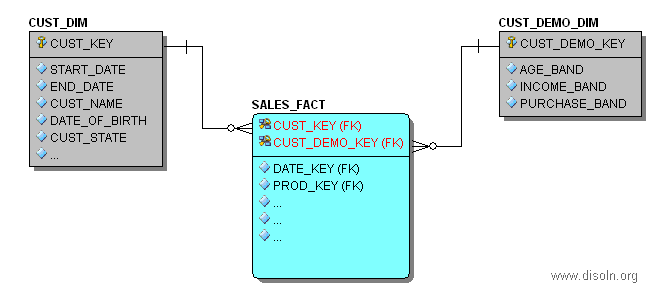 CUST_DIM
CUST_KEY
START_DATE
END_DATE
CUST_NAME
DATE_OF_BIRTH
CUST_STATE
...
CUST_DEMO_DIM
CUST_DEMO_KEY
AGE_BAND
INCOME_BAND
PURCHASE_BAND
SALES_FACT
CUST_KEY (FK)
CUST_DEMO_KEY (FK)
DATE_KEY (FK)
PROD_KEY (FK)
...
...
...
www.disoln.org